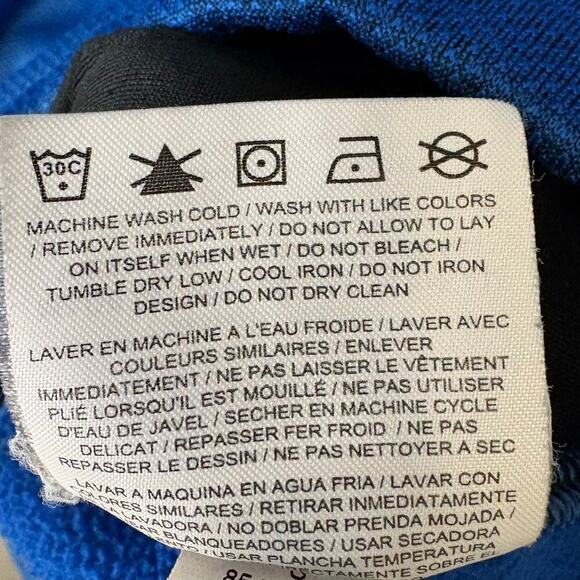 30C
MACHINE WASH COLD / WASH WITH LIKE COLORS
/ REMOVE IMMEDIATELY / DO NOT ALLOW TO LAY
ON ITSELF WHEN WET / DO NOT BLEACH /
TUMBLE DRY LOW / COOL IRON / DO NOT IRON
DESIGN / DO NOT DRY CLEAN
LAVER EN MACHINE A L'EAU FROIDE / LAVER AVEC
COULEURS SIMILAIRES / ENLEVER
IMMEDIATEMENT / NE PAS LAISSER LE VÊTEMENT
PLIÉ LORSQU'IL EST MOUILLÉ / NE PAS UTILISER
D'EAU DE JAVEL / SECHER EN MACHINE CYCLE
DELICAT / REPASSER FER FROID / NE PAS
REPASSER LE DESSIN / NE PAS NETTOYER A SEC
LAVAR A MAQUINA EN AGUA FRIA / LAVAR CON
COLORES SIMILARES / RETIRAR INMEDIATAMENTE
LAVADORA / NO DOBLAR PRENDA MOJADA /
BLANQUEADORES / USAR SECADORA
/ USAR PLANCHA TEMPERATURA
SOBRE EL